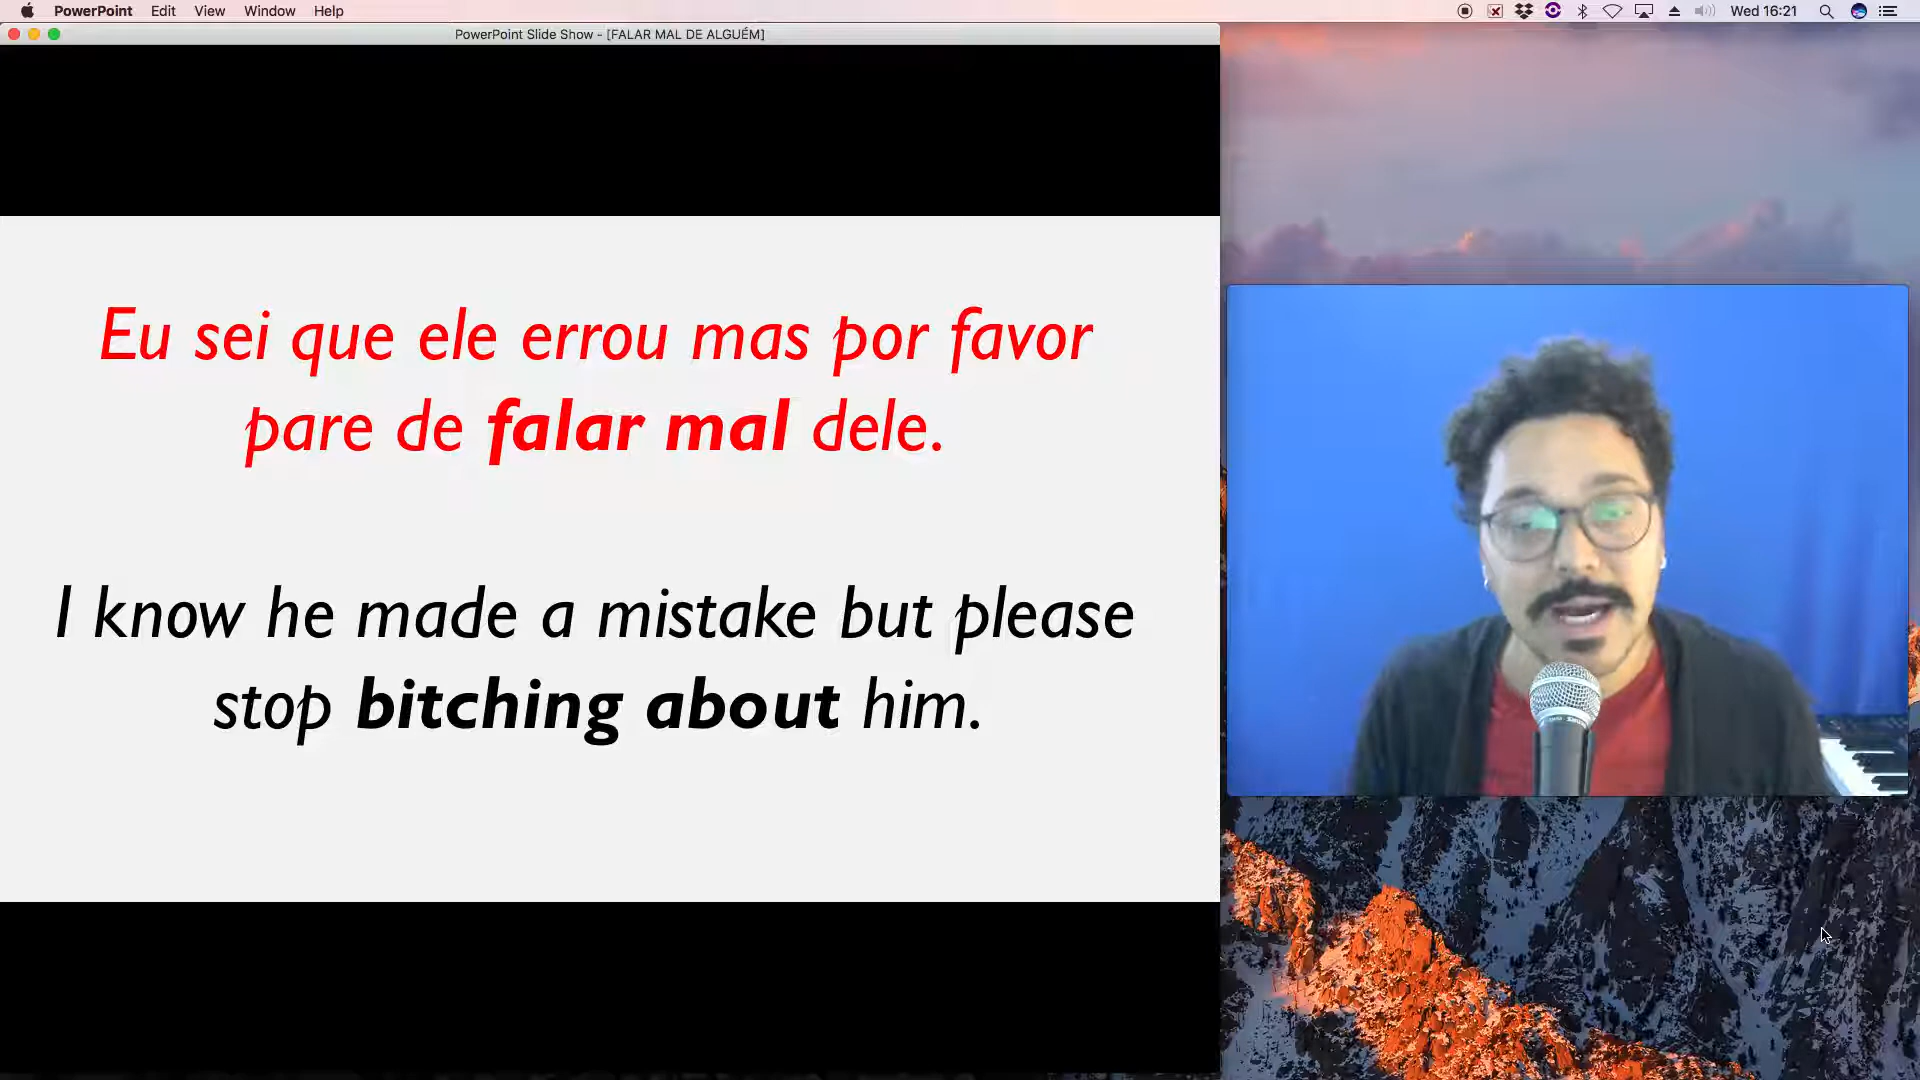 PowerPoint Edit View Window Help Wed 16:21
PowerPoint Slide Show - [FALAR MAL DE ALGUÉM]
Eu sei que ele errou mas por favor
pare de falar mal dele.
I know he made a mistake but please
stop bitching about him.